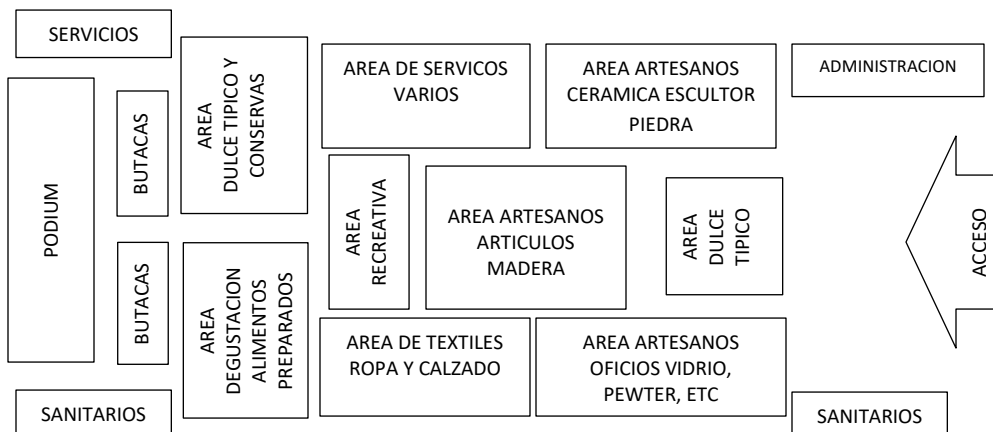 SERVICIOS
PODIUM
BUTACAS
BUTACAS
SANITARIOS
AREA
DULCE TIPICO Y
CONSERVAS
AREA
DEGUSTACION
ALIMENTOS
PREPARADOS
AREA DE SERVICOS
VARIOS
AREA
RECREATIVA
AREA DE TEXTILES
ROPA Y CALZADO
AREA ARTESANOS
CERAMICA ESCULTOR
PIEDRA
AREA ARTESANOS
ARTICULOS
MADERA
AREA ARTESANOS
OFICIOS VIDRIO,
PEWTER, ETC
AREA
DULCE
TIPICO
ADMINISTRACION
ACCESO
SANITARIOS